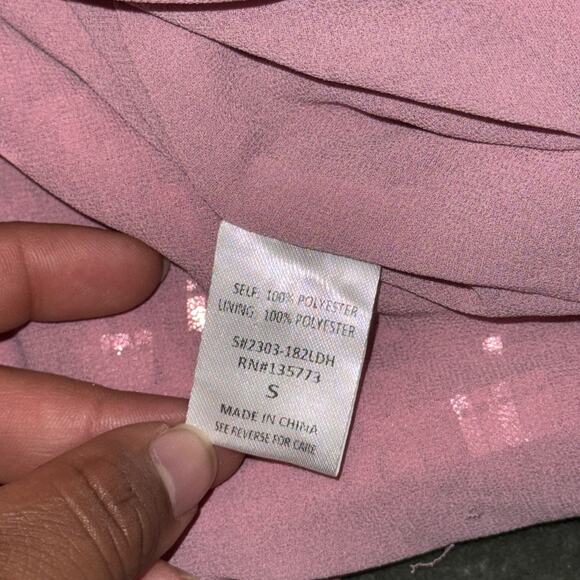 SELF: 100% POLYESTER
LINING: 100% POLYESTER
S#2303-182LDH
RN#135773
S
MADE IN CHINA
SEE REVERSE FOR CARE